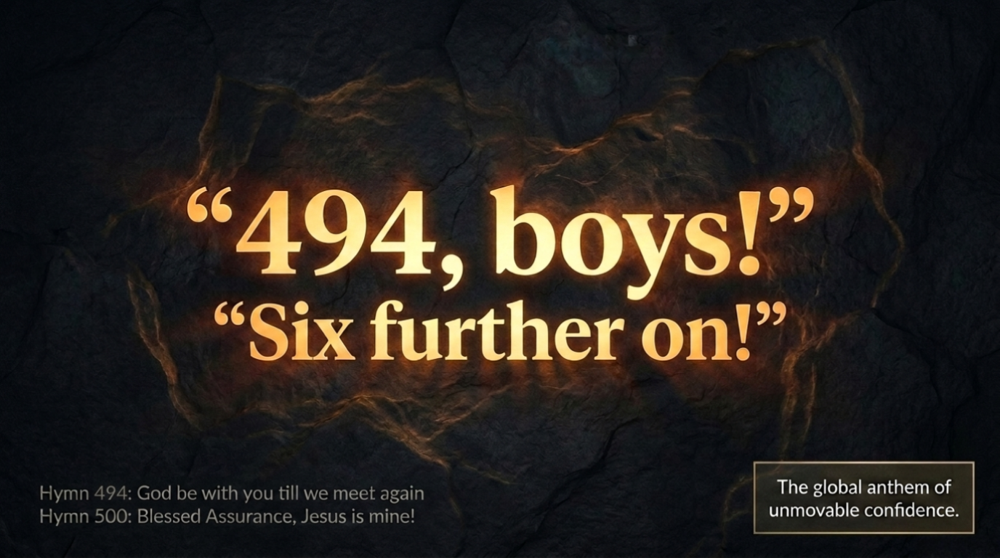 “494, boys!”
“Six further on!”
Hymn 494: God be with you till we meet again
Hymn 500: Blessed Assurance, Jesus is mine!
The global anthem of
unmovable confidence.